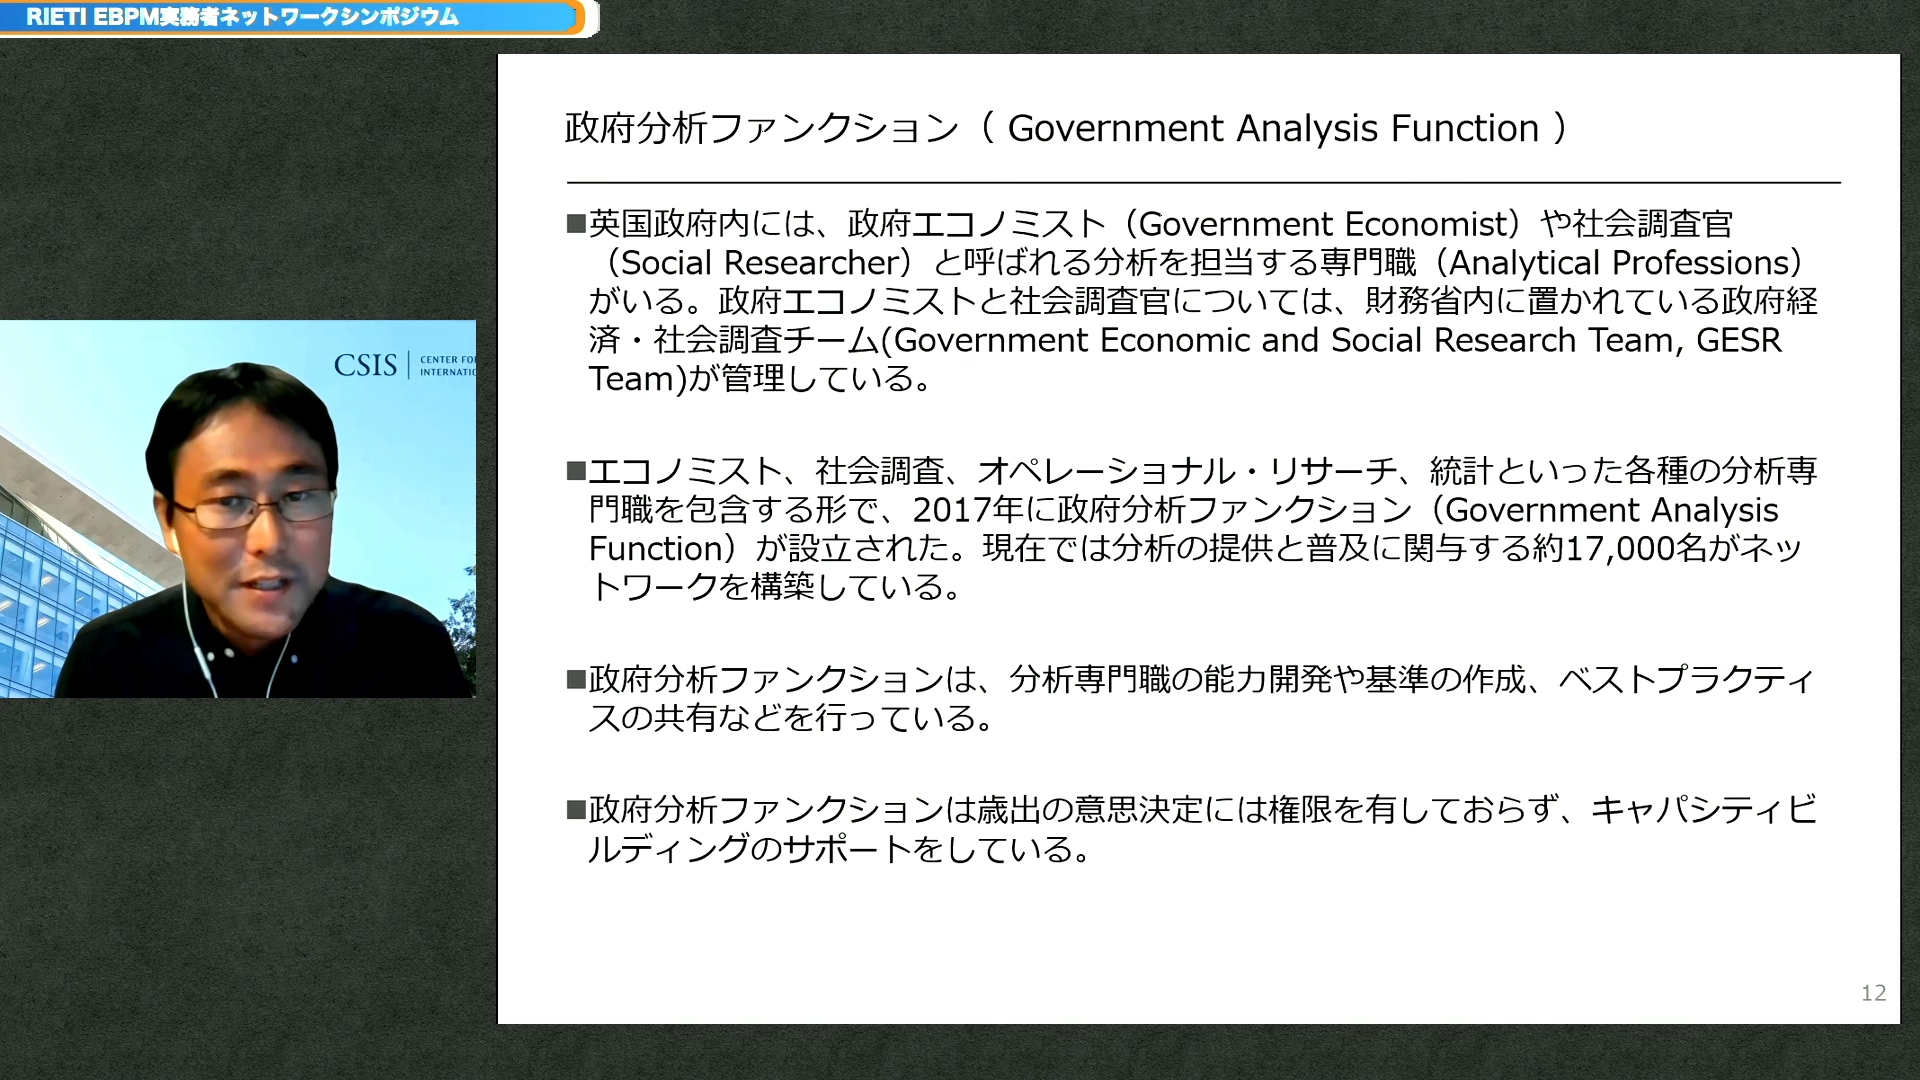 RIETI EBPM実務者ネットワークシンポジウム
政府分析ファンクション（ Government Analysis Function ）
■英国政府内には、政府エコノミスト（Government Economist）や社会調査官
（Social Researcher）と呼ばれる分析を担当する専門職（Analytical Professions）
がいる。政府エコノミストと社会調査官については、財務省内に置かれている政府経
済・社会調査チーム(Government Economic and Social Research Team, GESR
Team)が管理している。
■エコノミスト、社会調査、オペレーショナル・リサーチ、統計といった各種の分析専
門職を包含する形で、2017年に政府分析ファンクション（Government Analysis
Function）が設立された。現在では分析の提供と普及に関与する約17,000名がネッ
トワークを構築している。
■政府分析ファンクションは、分析専門職の能力開発や基準の作成、ベストプラクティ
スの共有などを行っている。
■政府分析ファンクションは歳出の意思決定には権限を有しておらず、キャパシティビ
ルディングのサポートをしている。
12
CSIS
CENTER FO
INTERNATIO